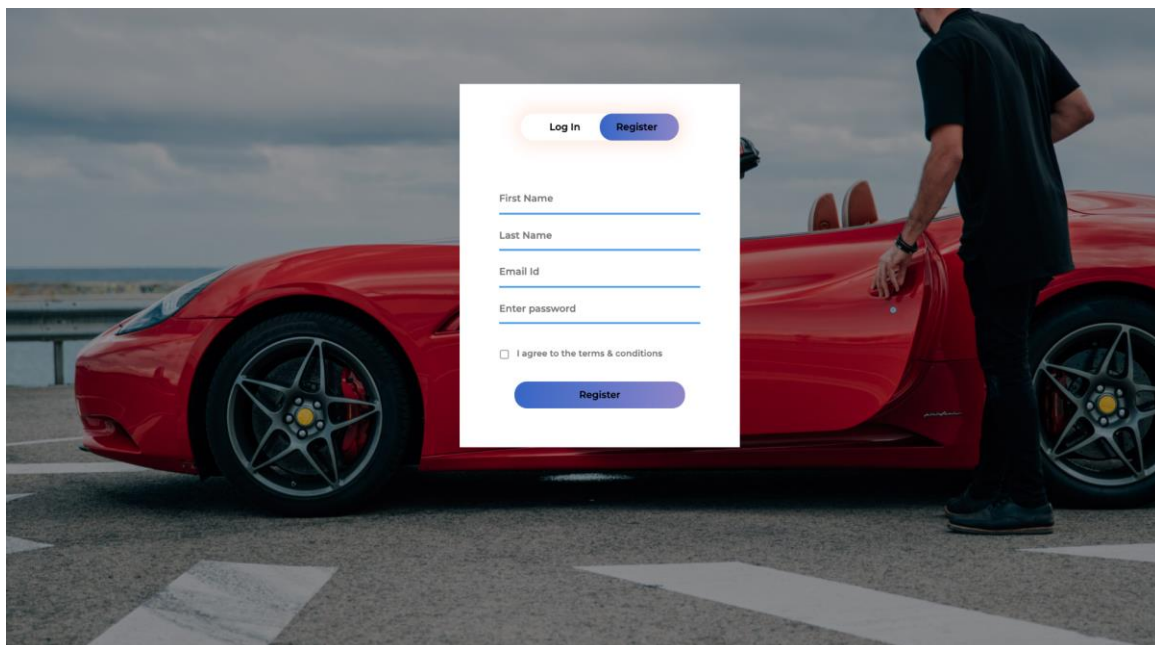 Log In Register
First Name
Last Name
Email Id
Enter password
I agree to the terms & conditions
Register